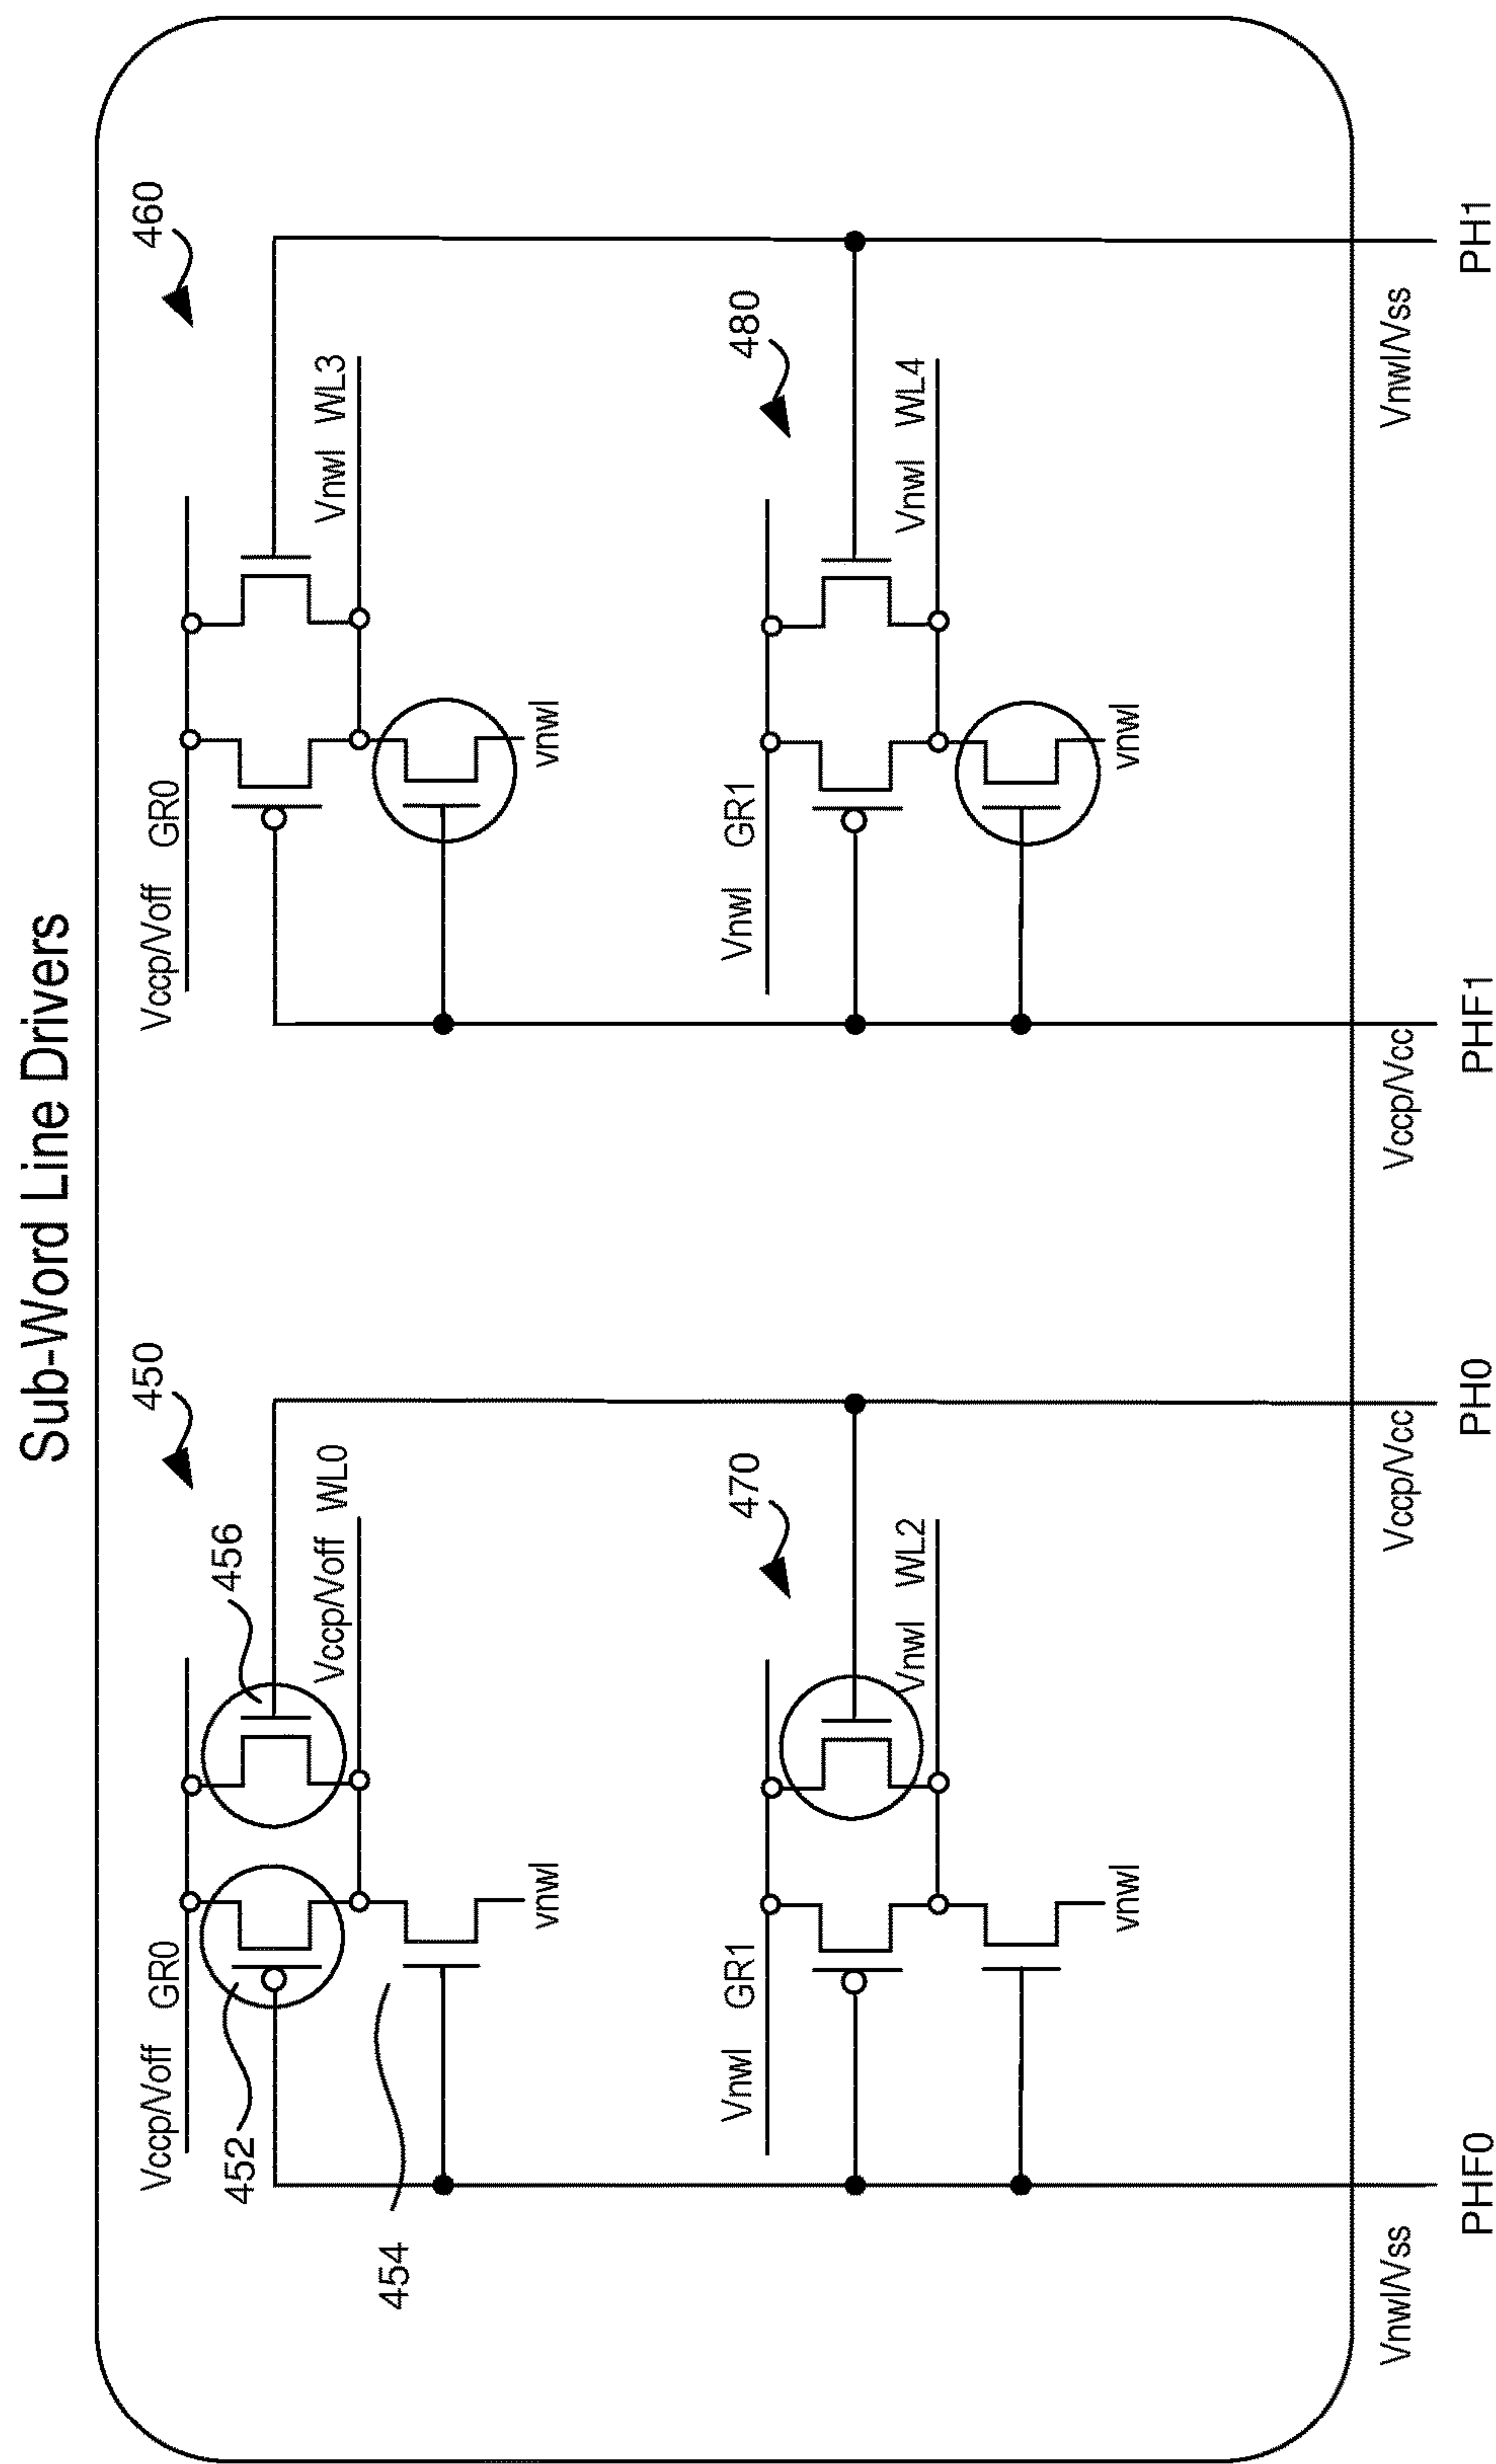 Sub-Word Line Drivers
450
460
Vccp/Voff GR0
452
456
Vccp/Voff WL0
454
vnwl
Vccp/Voff GR0
Vnwl WL3
vnwl
470
480
Vnwl GR1
Vnwl WL2
vnwl
Vnwl GR1
Vnwl WL4
vnwl
Vnwl/Vss
Vccp/Vcc
Vccp/Vcc
Vnwl/Vss
PHF0
PH0
PHF1
PH1